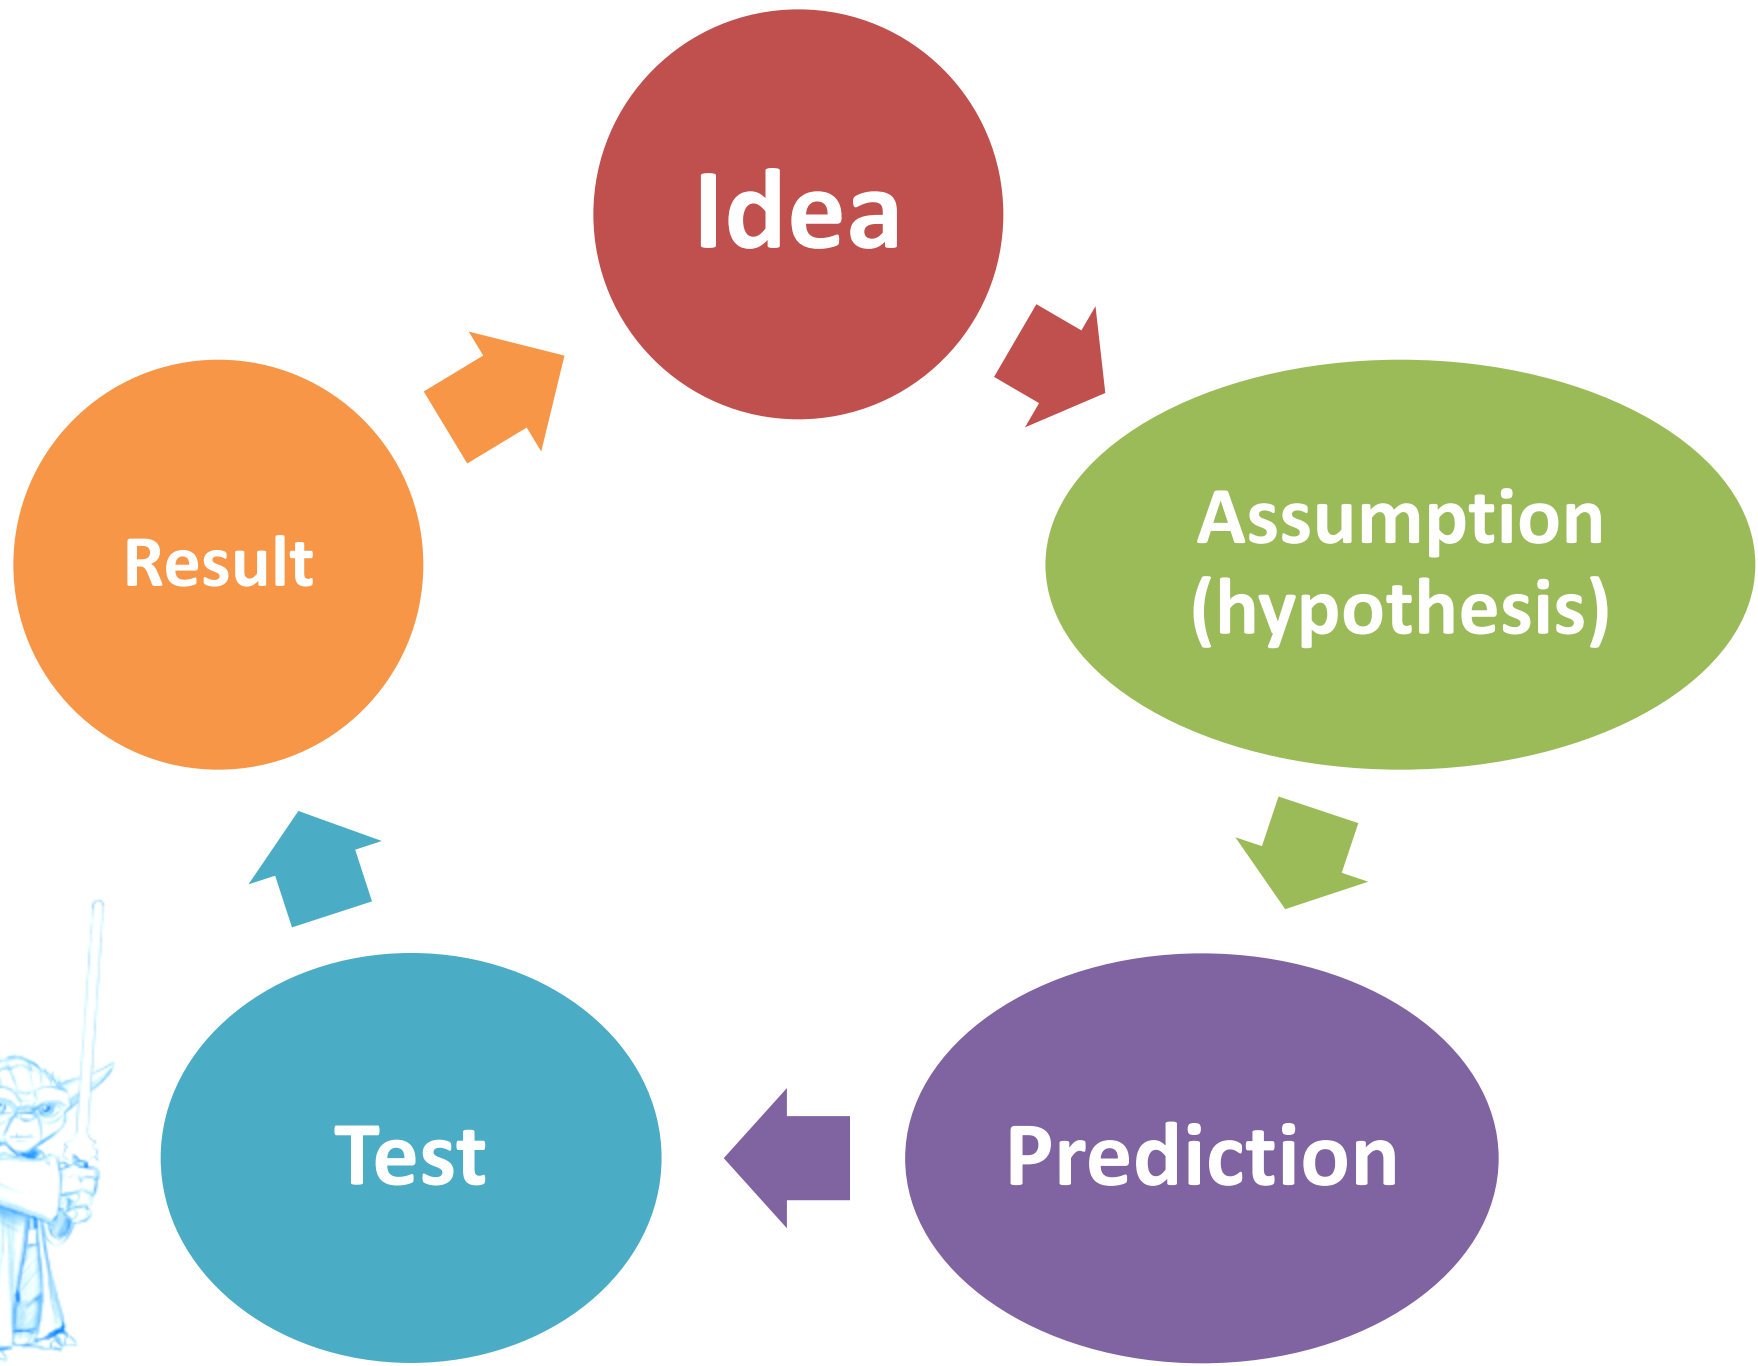 Idea
Assumption
(hypothesis)
Prediction
Test
Result